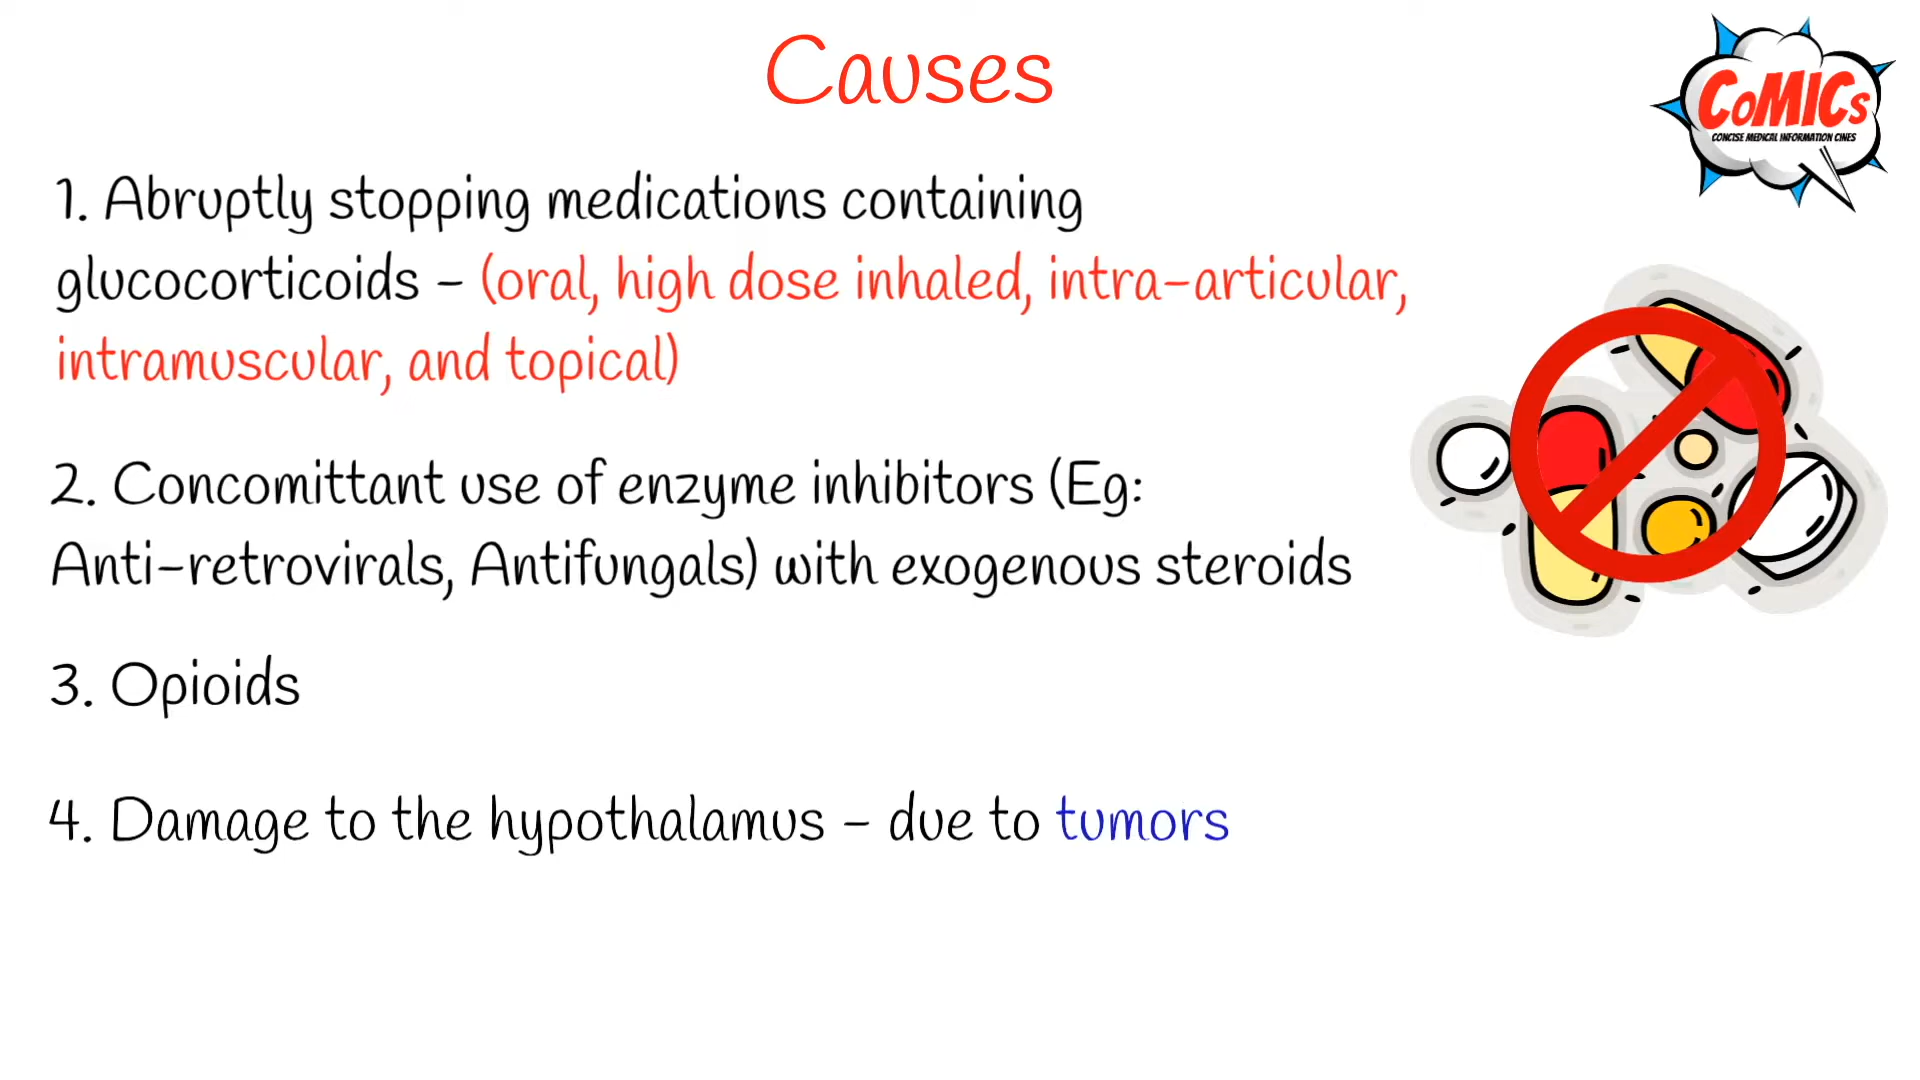 Causes
CoMICs
CONCISE MEDICAL INFORMATION CINES
1. Abruptly stopping medications containing
glucocorticoids - (oral, high dose inhaled, intra-articular,
intramuscular, and topical)
2. Concomittant use of enzyme inhibitors (Eg:
Anti-retrovirals, Antifungals) with exogenous steroids
3. Opioids
4. Damage to the hypothalamus - due to tumors